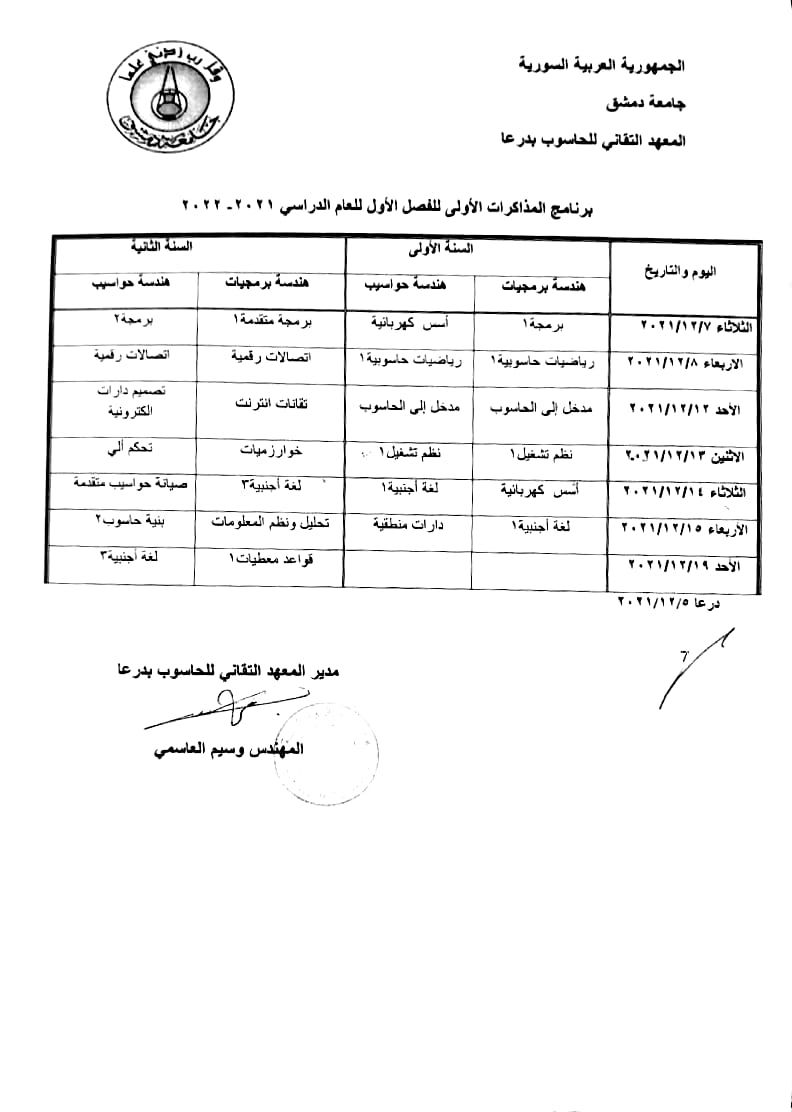 الجمهورية العربية السورية
جامعة دمشق
المعهد التقاني للحاسوب بدرعا
وقل رب زدني علما
جامعة دمشق
برنامج المذاكرات الأولى للفصل الأول للعام الدراسي ٢٠٢١- ٢٠٢٢
اليوم والتاريخ السنة الأولى السنة الثانية
هندسة برمجيات هندسة حواسيب هندسة برمجيات هندسة حواسيب
الثلاثاء ٢٠٢١/١٢/٧ برمجة١ أسس كهربائية برمجة متقدمة١ برمجة٢
الاربعاء ٢٠٢١/١٢/٨ رياضيات حاسوبية١ رياضيات حاسوبية١ اتصالات رقمية اتصالات رقمية
الأحد ٢٠٢١/١٢/١٢ مدخل إلى الحاسوب مدخل إلى الحاسوب تقانات انترنت تصميم دارات
الكترونية
الاثنين ٢٠٢١/١٢/١٣ نظم تشغيل١ نظم تشغيل١ خوارزميات تحكم ألي
الثلاثاء ٢٠٢١/١٢/١٤ أسس كهربائية لغة أجنبية١ لغة أجنبية٣ صيانة حواسيب متقدمة
الأربعاء ٢٠٢١/١٢/١٥ لغة أجنبية١ دارات منطقية تحليل ونظم المعلومات بنية حاسوب٢
الأحد ٢٠٢١/١٢/١٩ قواعد معطيات١ لغة أجنبية٣
درعا ٢٠٢١/١٢/٥
مدير المعهد التقاني للحاسوب بدرعا
المهندس وسيم العاسمي